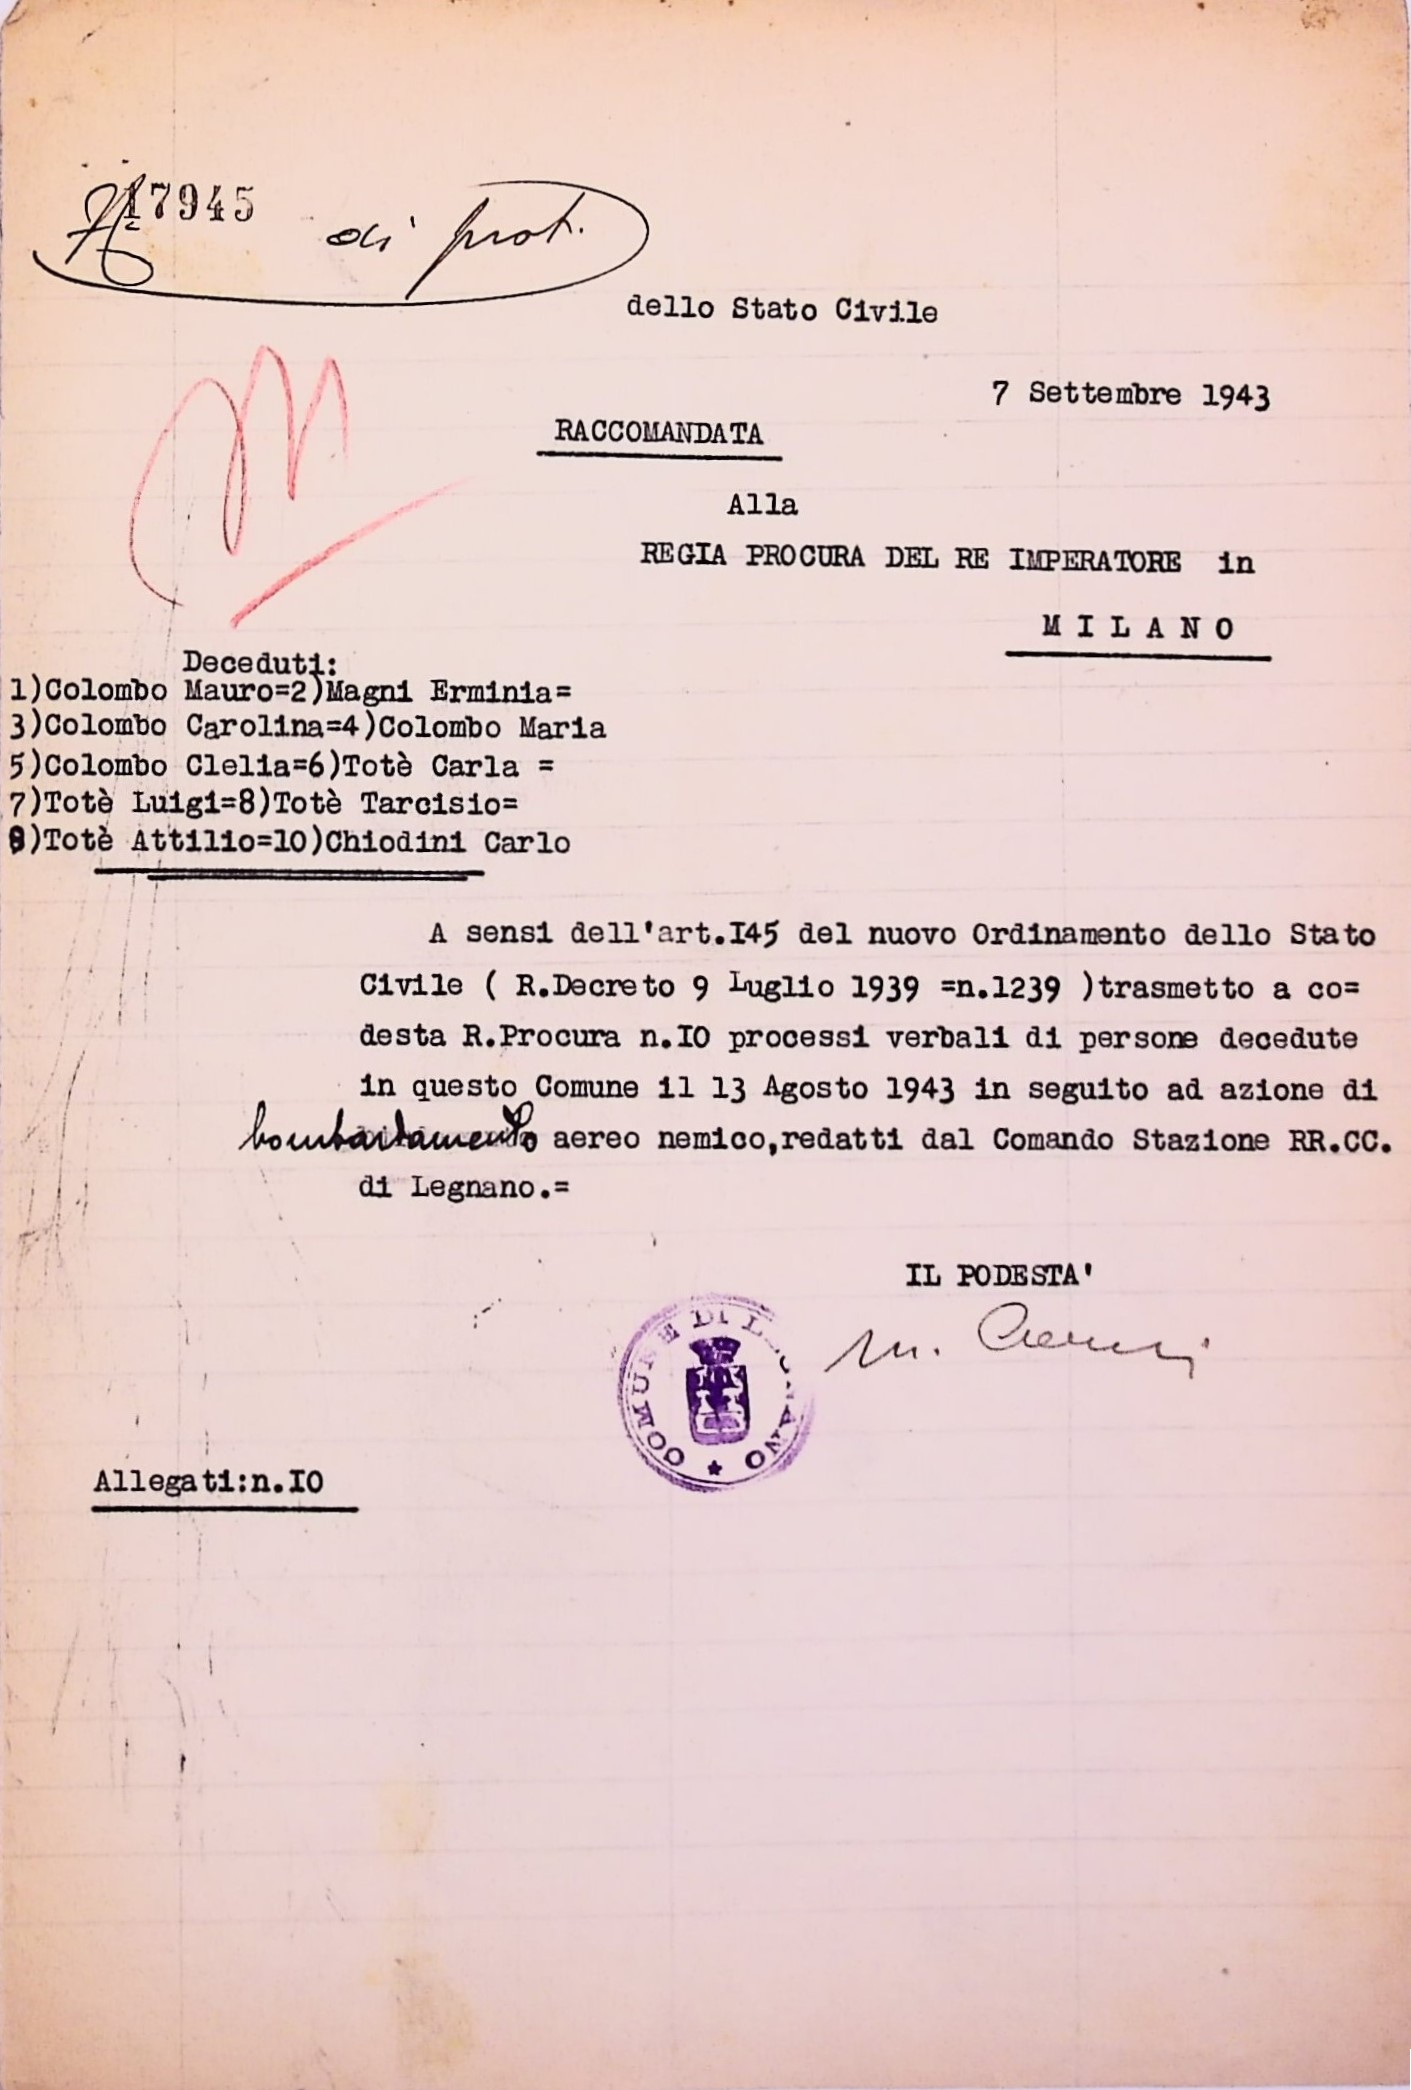 N° 17945 di prot.
dello Stato Civile
7 Settembre 1943
RACCOMANDATA
Alla
REGIA PROCURA DEL RE IMPERATORE in
MILANO
Deceduti:
1)Colombo Mauro=2)Magni Erminia=
3)Colombo Carolina=4)Colombo Maria
5)Colombo Clelia=6)Totè Carla =
7)Totè Luigi=8)Totè Tarcisio=
9)Totè Attilio=10)Chiodini Carlo
A sensi dell'art.I45 del nuovo Ordinamento dello Stato
Civile ( R.Decreto 9 Luglio 1939 =n.1239 )trasmetto a co=
desta R.Procura n.IO processi verbali di persone decedute
in questo Comune il 13 Agosto 1943 in seguito ad azione di
bombardamento aereo nemico,redatti dal Comando Stazione RR.CC.
di Legnano.=
IL PODESTA'
COMUNE DI LEGNANO
Allegati:n.IO